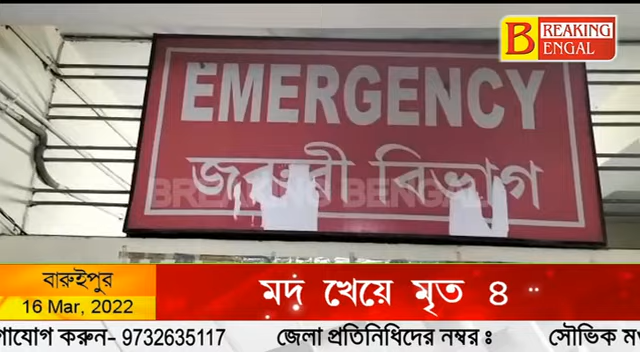 BREAKING
BENGAL
EMERGENCY
জরুরী বিভাগ
BREAKING BENGAL
বারুইপুর
16 Mar, 2022
মদ খেয়ে মৃত ৪
গাযোগ করুন- 9732635117 জেলা প্রতিনিধিদের নম্বর ঃ সৌভিক